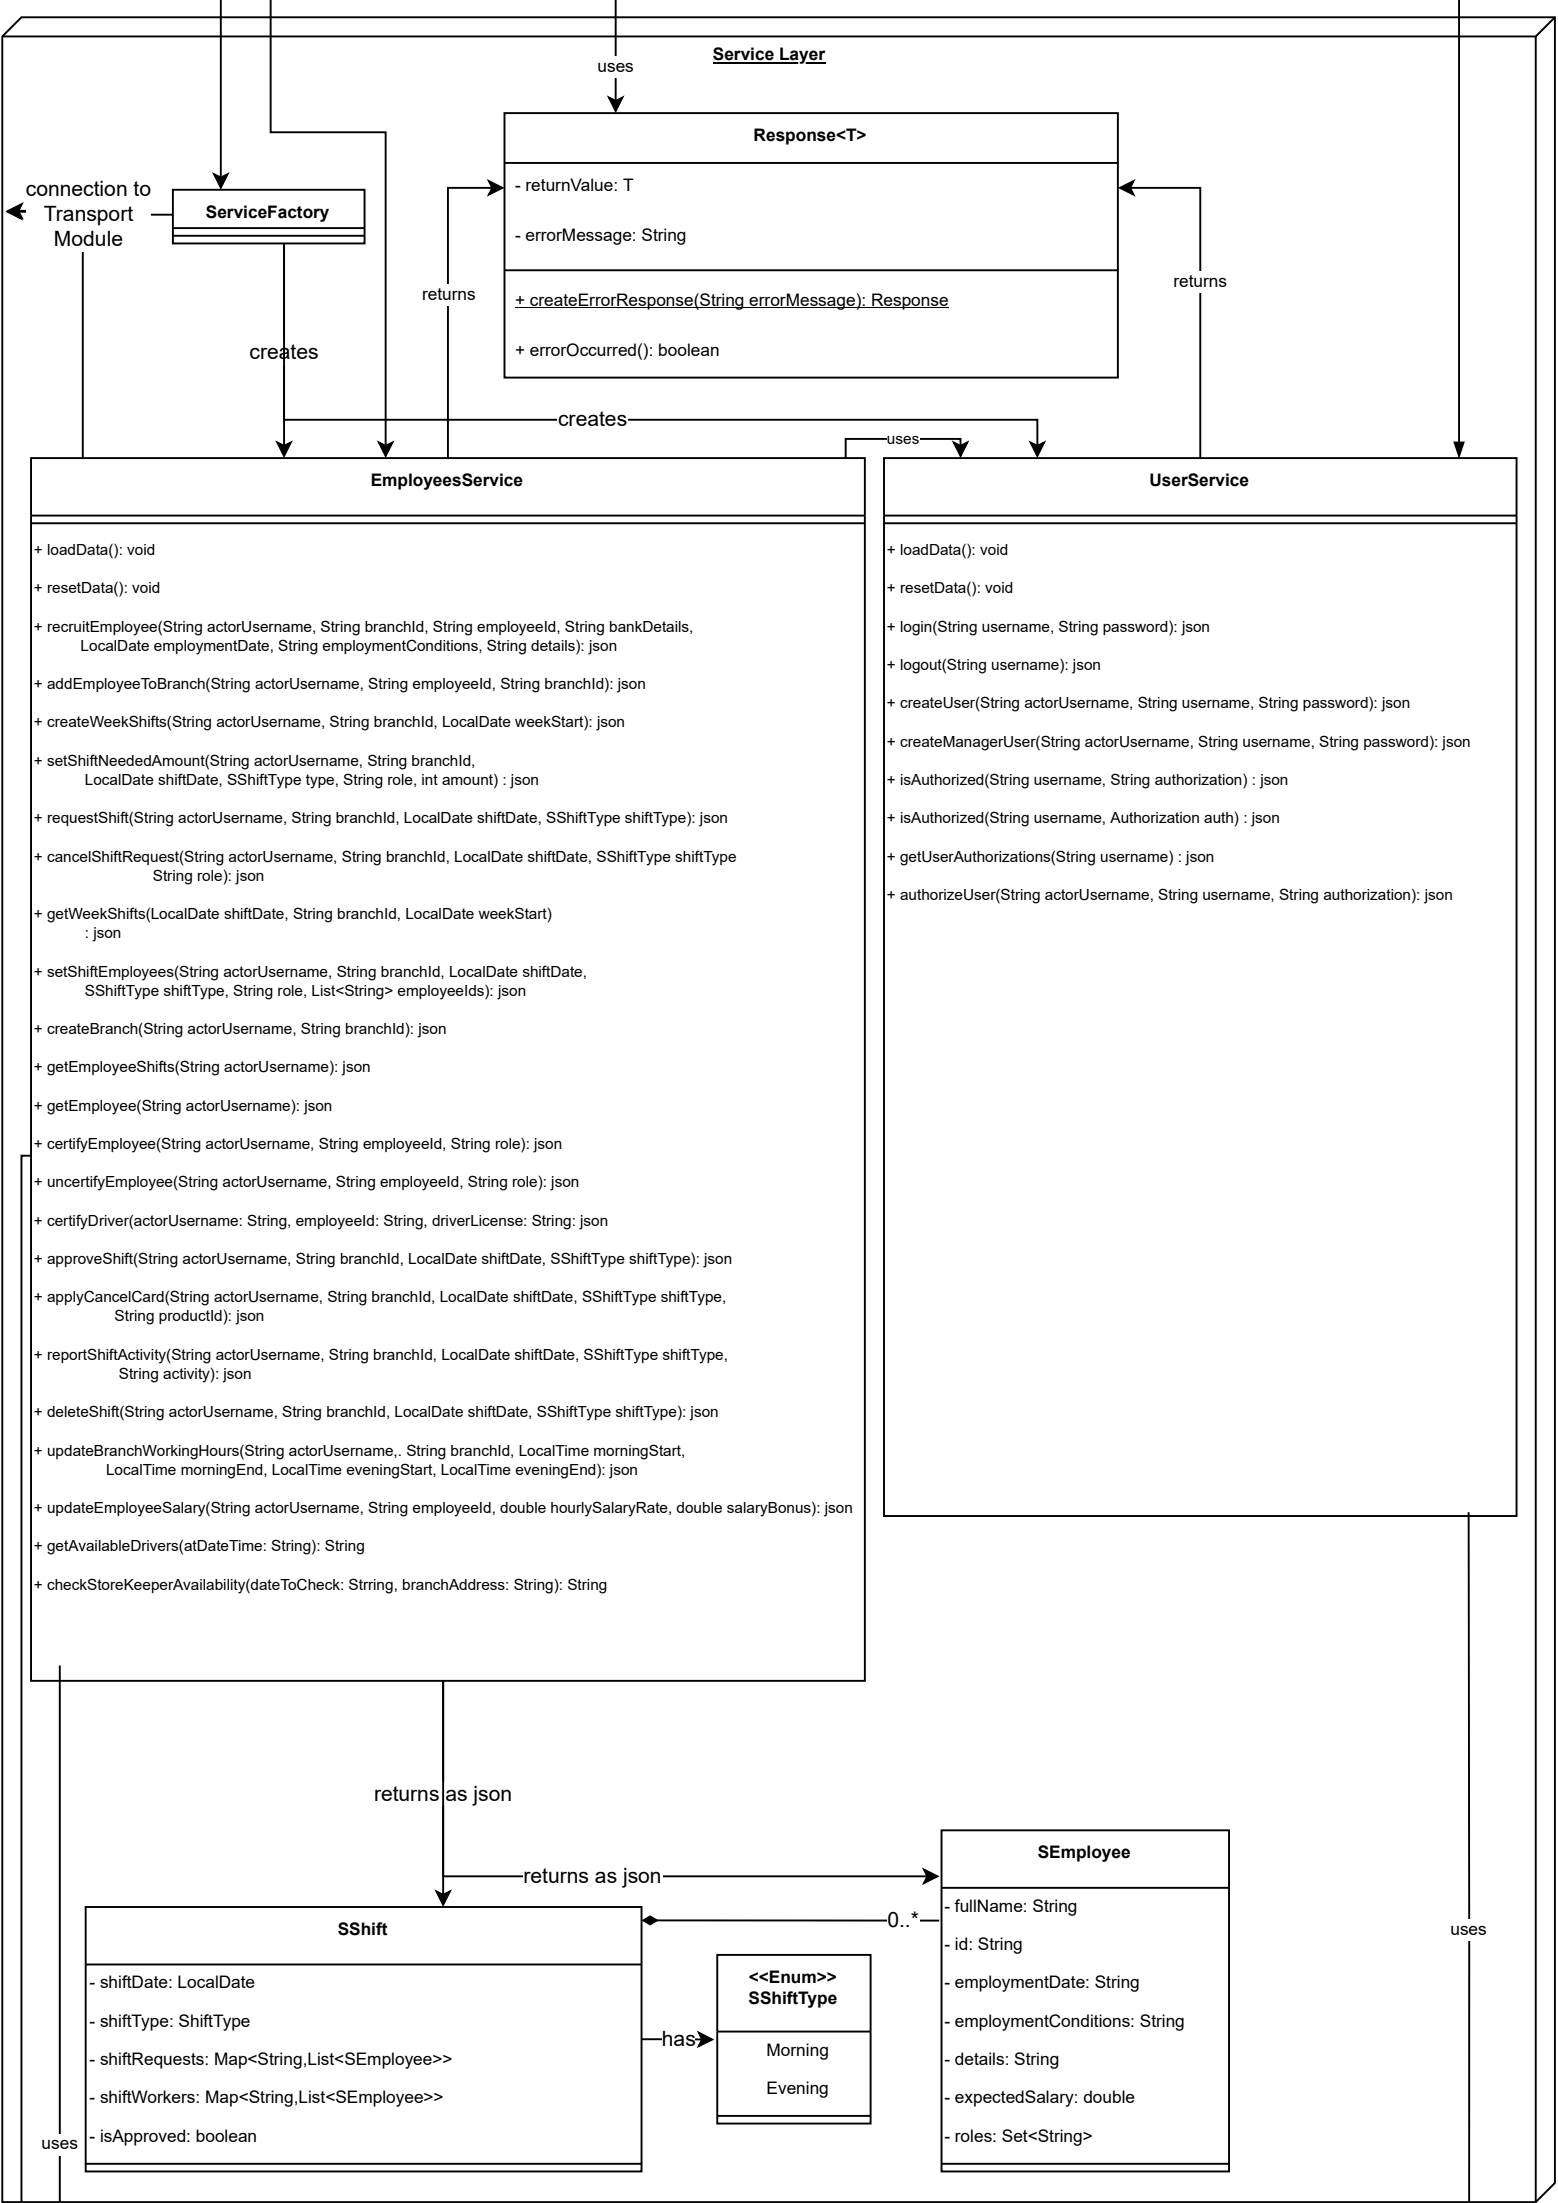 Service Layer
uses
Response<T>
- returnValue: T
- errorMessage: String
+ createErrorResponse(String errorMessage): Response
+ errorOccurred(): boolean
connection to
Transport
Module
ServiceFactory
returns
returns
creates
creates
uses
EmployeesService
+ loadData(): void
+ resetData(): void
+ recruitEmployee(String actorUsername, String branchId, String employeeId, String bankDetails,
LocalDate employmentDate, String employmentConditions, String details): json
+ addEmployeeToBranch(String actorUsername, String employeeId, String branchId): json
+ createWeekShifts(String actorUsername, String branchId, LocalDate weekStart): json
+ setShiftNeededAmount(String actorUsername, String branchId,
LocalDate shiftDate, SShiftType type, String role, int amount) : json
+ requestShift(String actorUsername, String branchId, LocalDate shiftDate, SShiftType shiftType): json
+ cancelShiftRequest(String actorUsername, String branchId, LocalDate shiftDate, SShiftType shiftType
String role): json
+ getWeekShifts(LocalDate shiftDate, String branchId, LocalDate weekStart)
: json
+ setShiftEmployees(String actorUsername, String branchId, LocalDate shiftDate,
SShiftType shiftType, String role, List<String> employeeIds): json
+ createBranch(String actorUsername, String branchId): json
+ getEmployeeShifts(String actorUsername): json
+ getEmployee(String actorUsername): json
+ certifyEmployee(String actorUsername, String employeeId, String role): json
+ uncertifyEmployee(String actorUsername, String employeeId, String role): json
+ certifyDriver(actorUsername: String, employeeId: String, driverLicense: String: json
+ approveShift(String actorUsername, String branchId, LocalDate shiftDate, SShiftType shiftType): json
+ applyCancelCard(String actorUsername, String branchId, LocalDate shiftDate, SShiftType shiftType,
String productId): json
+ reportShiftActivity(String actorUsername, String branchId, LocalDate shiftDate, SShiftType shiftType,
String activity): json
+ deleteShift(String actorUsername, String branchId, LocalDate shiftDate, SShiftType shiftType): json
+ updateBranchWorkingHours(String actorUsername,. String branchId, LocalTime morningStart,
LocalTime morningEnd, LocalTime eveningStart, LocalTime eveningEnd): json
+ updateEmployeeSalary(String actorUsername, String employeeId, double hourlySalaryRate, double salaryBonus): json
+ getAvailableDrivers(atDateTime: String): String
+ checkStoreKeeperAvailability(dateToCheck: Strring, branchAddress: String): String
UserService
+ loadData(): void
+ resetData(): void
+ login(String username, String password): json
+ logout(String username): json
+ createUser(String actorUsername, String username, String password): json
+ createManagerUser(String actorUsername, String username, String password): json
+ isAuthorized(String username, String authorization) : json
+ isAuthorized(String username, Authorization auth) : json
+ getUserAuthorizations(String username) : json
+ authorizeUser(String actorUsername, String username, String authorization): json
returns as json
returns as json
SShift
- shiftDate: LocalDate
- shiftType: ShiftType
- shiftRequests: Map<String,List<SEmployee>>
- shiftWorkers: Map<String,List<SEmployee>>
- isApproved: boolean
0..*
has
<<Enum>>
SShiftType
Morning
Evening
SEmployee
- fullName: String
- id: String
- employmentDate: String
- employmentConditions: String
- details: String
- expectedSalary: double
- roles: Set<String>
uses
uses